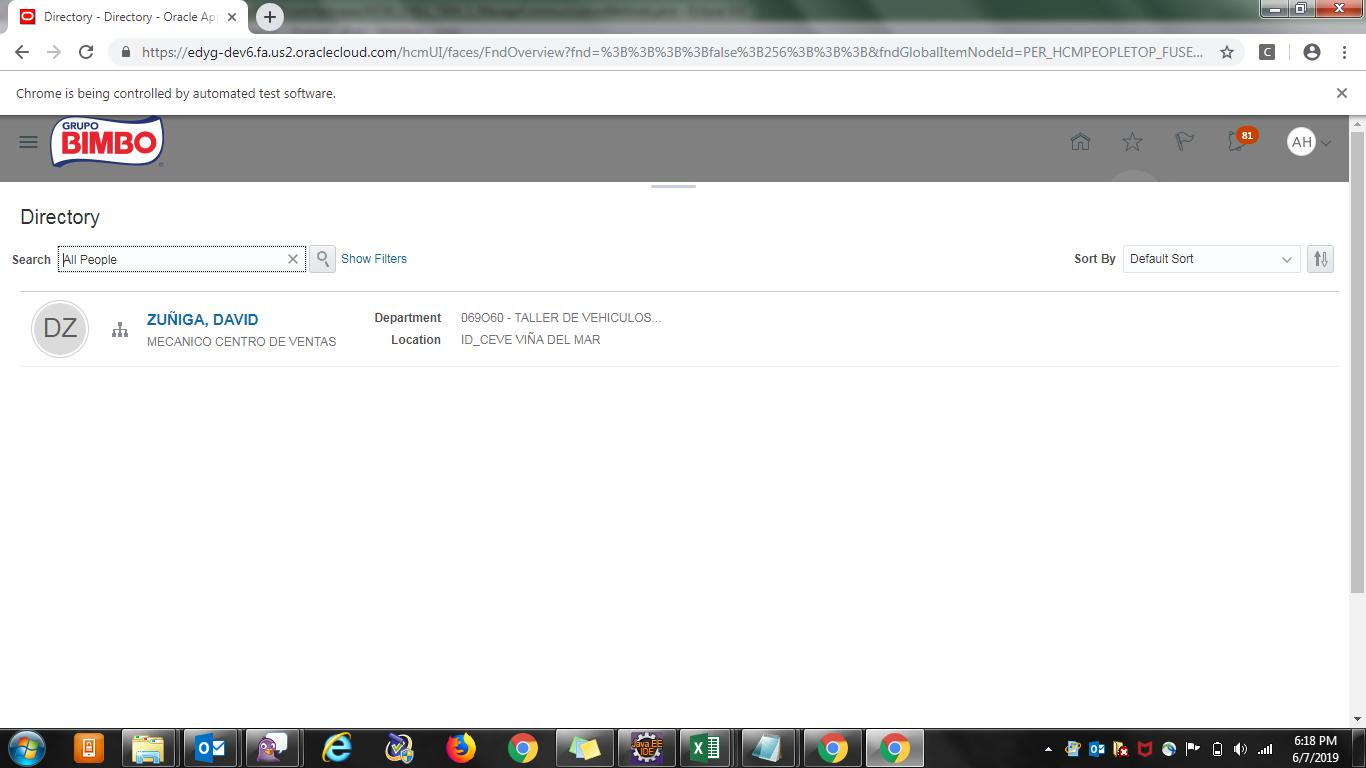 Directory - Directory - Oracle Ap
https://edyg-dev6.fa.us2.oraclecloud.com/hcmUI/faces/FndOverview?fnd=%3B%3B%3B%3Bfalse%3B256%3B%3B%3B&fndGlobalItemNodeId=PER_HCMPEOPLETOP_FUSE...
C
Chrome is being controlled by automated test software.
GRUPO
BIMBO
81
AH
Directory
Search All People Show Filters Sort By Default Sort
DZ
ZUÑIGA, DAVID
MECANICO CENTRO DE VENTAS
Department 069O60 - TALLER DE VEHICULOS...
Location ID_CEVE VIÑA DEL MAR
Java EE
IDE
6:18 PM
6/7/2019